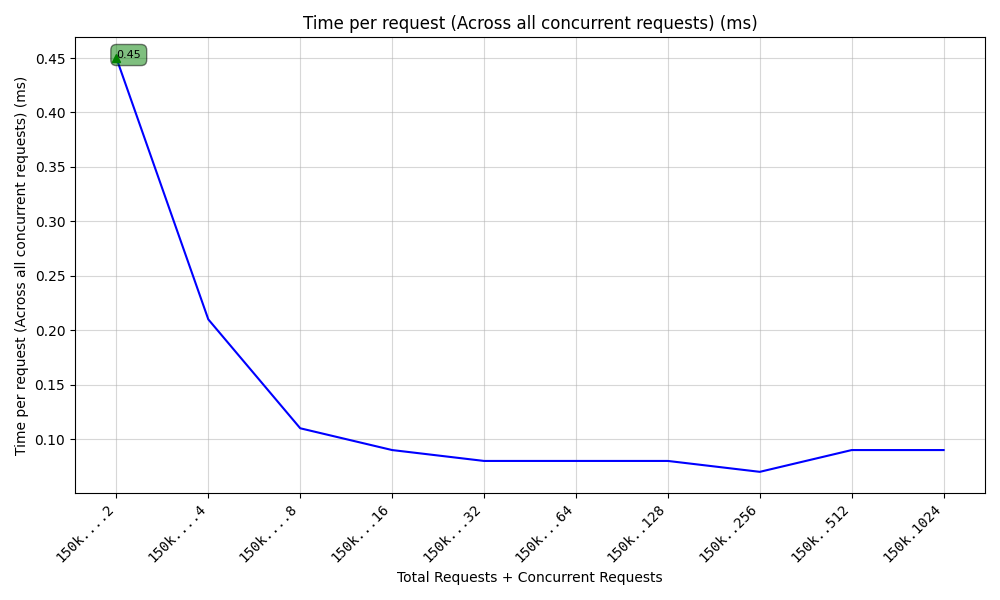 Time per request (Across all concurrent requests) (ms)
Time per request (Across all concurrent requests) (ms)
0.45
0.45
0.40
0.35
0.30
0.25
0.20
0.15
0.10
150k....2
150k....4
150k....8
150k...16
150k...32
150k...64
150k..128
150k..256
150k..512
150k.1024
Total Requests + Concurrent Requests